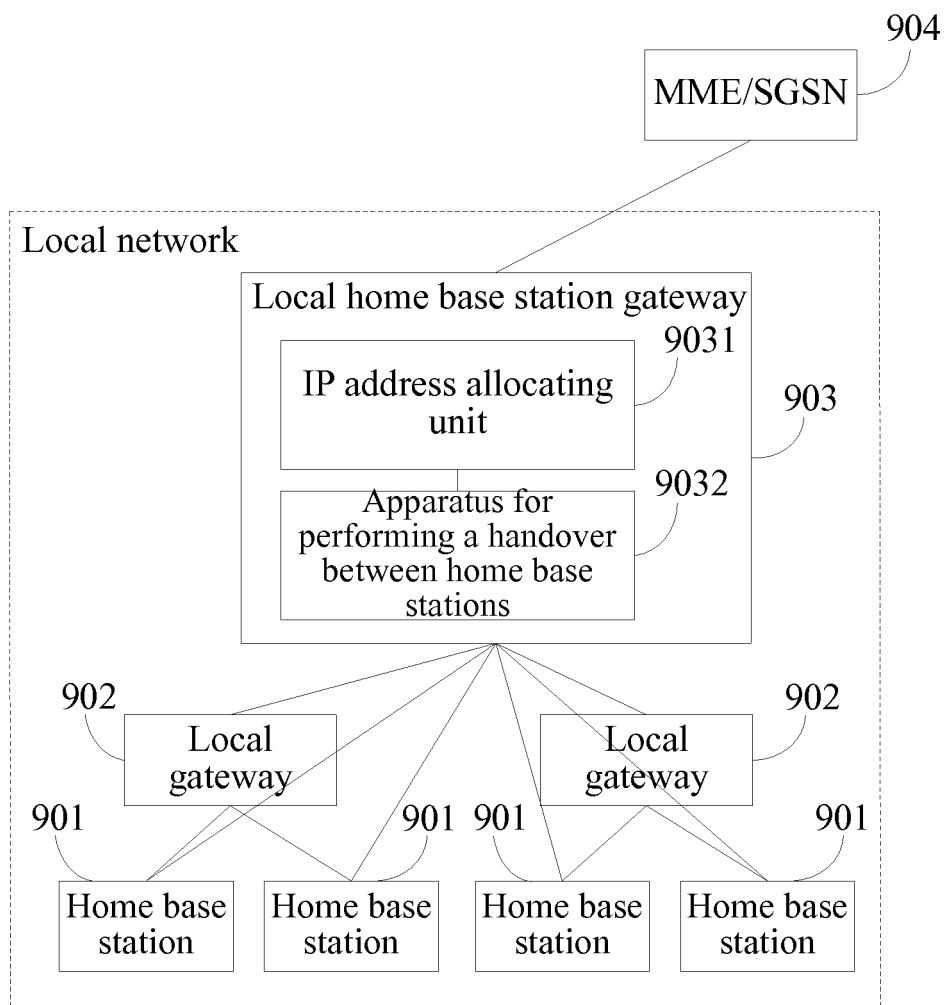 904
MME/SGSN
Local network
Local home base station gateway
9031
IP address allocating
unit
903
9032
Apparatus for
performing a handover
between home base
stations
902
902
Local
gateway
Local
gateway
901
901
901
901
Home base
station
Home base
station
Home base
station
Home base
station